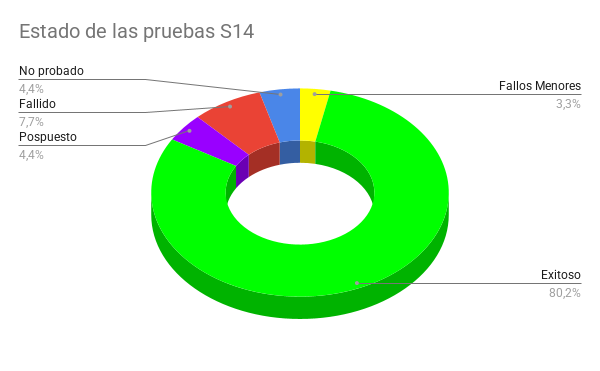 Estado de las pruebas S14
No probado
4,4%
Fallido
7,7%
Pospuesto
4,4%
Fallos Menores
3,3%
Exitoso
80,2%